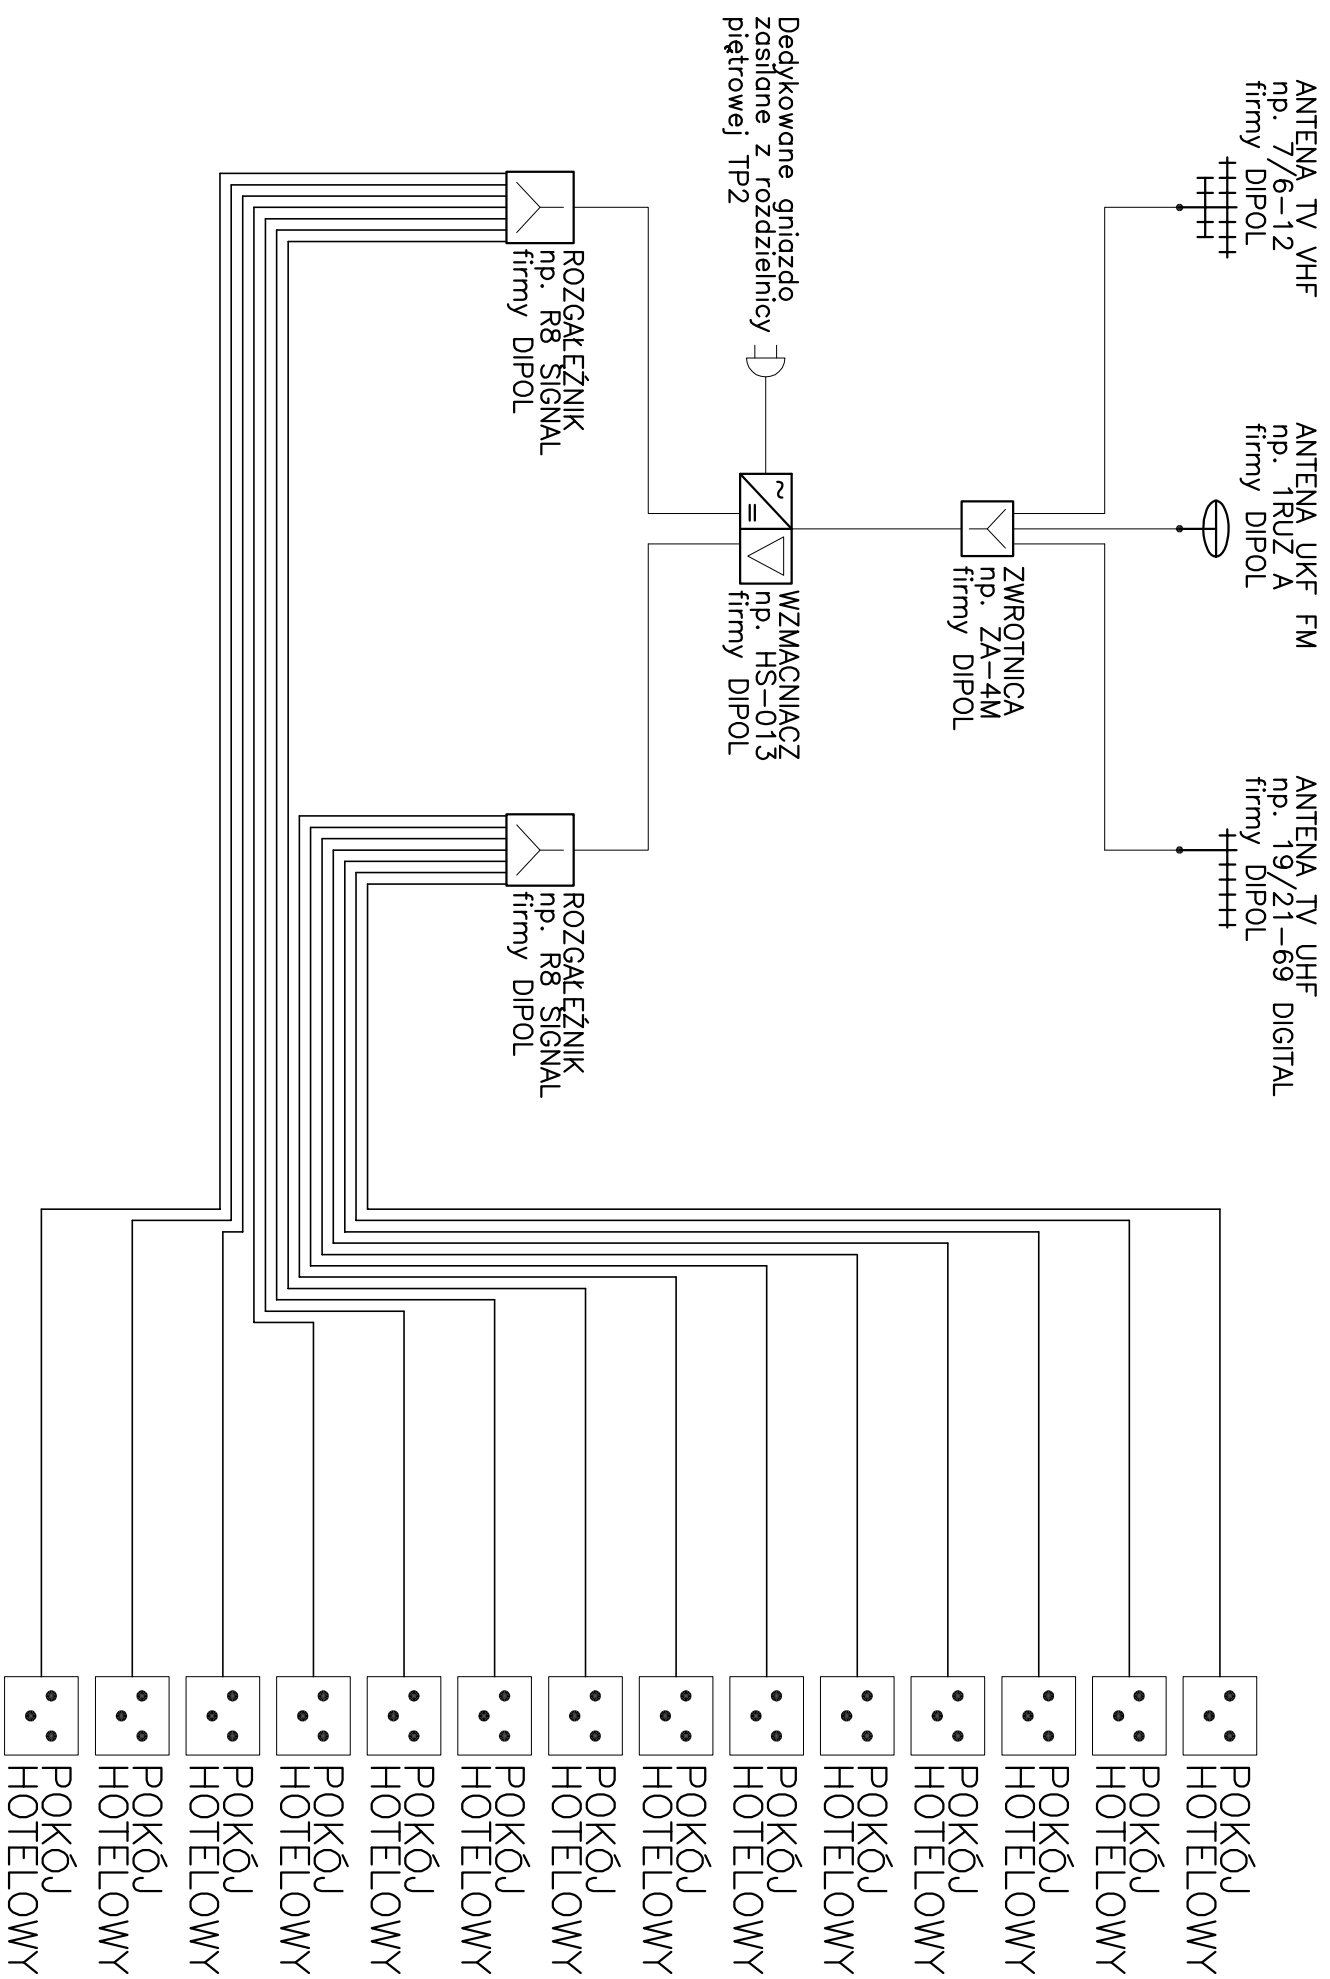 ANTENA TV VHF
np. 7/6-12
firmy DIPOL
ANTENA UKF FM
np. 1RUZ A
firmy DIPOL
ANTENA TV UHF
np. 19/21-69 DIGITAL
firmy DIPOL
ZWROTNICA
np. ZA-4M
firmy DIPOL
Dedykowane gniazdo
zasilane z rozdzielnicy
piętrowej TP2
~
=
WZMACNIACZ
np. HS-013
firmy DIPOL
ROZGAŁĘŹNIK
np. R8 SIGNAL
firmy DIPOL
ROZGAŁĘŹNIK
np. R8 SIGNAL
firmy DIPOL
POKÓJ
HOTELOWY
POKÓJ
HOTELOWY
POKÓJ
HOTELOWY
POKÓJ
HOTELOWY
POKÓJ
HOTELOWY
POKÓJ
HOTELOWY
POKÓJ
HOTELOWY
POKÓJ
HOTELOWY
POKÓJ
HOTELOWY
POKÓJ
HOTELOWY
POKÓJ
HOTELOWY
POKÓJ
HOTELOWY
POKÓJ
HOTELOWY
POKÓJ
HOTELOWY